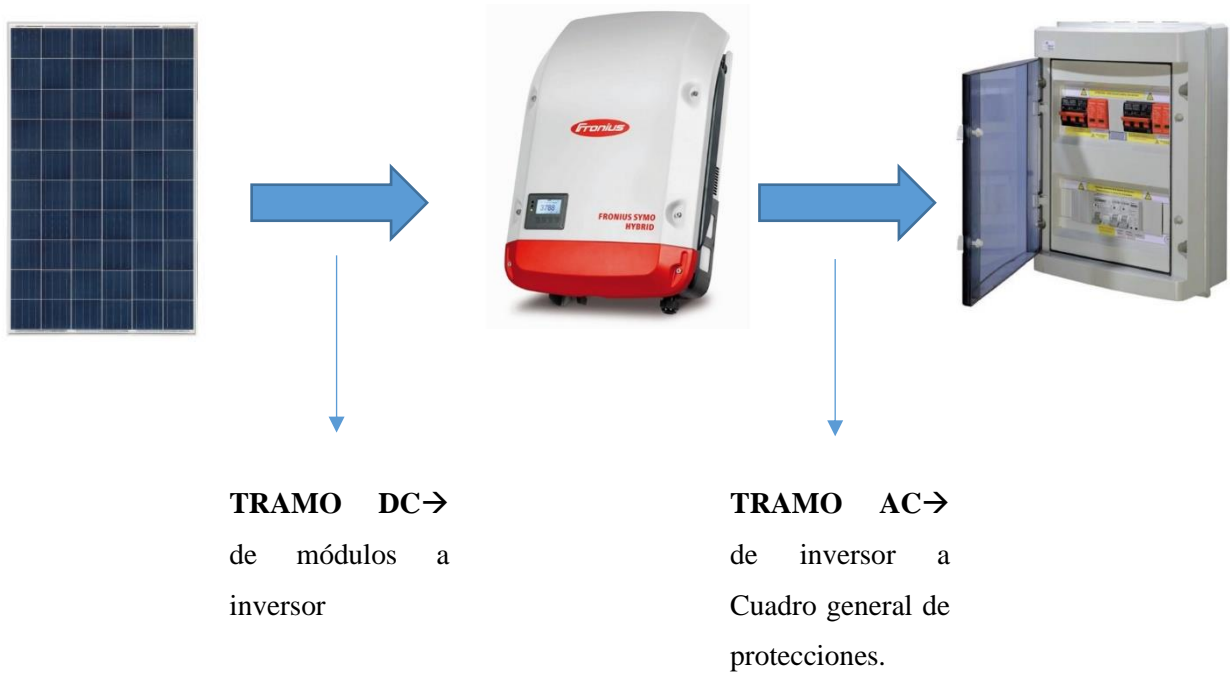 Fronius
FRONIUS SYMO
HYBRID
TRAMO DC→
de módulos a
inversor
TRAMO AC→
de inversor a
Cuadro general de
protecciones.